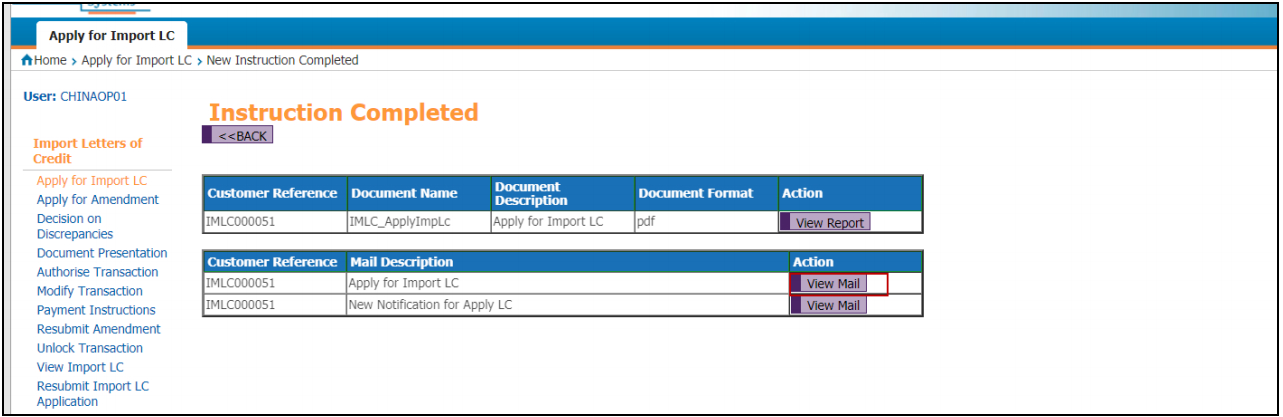 Systems
Apply for Import LC
Home > Apply for Import LC > New Instruction Completed
User: CHINAOP01
Instruction Completed
<<BACK
Import Letters of
Credit
Apply for Import LC
Apply for Amendment
Decision on
Discrepancies
Document Presentation
Authorise Transaction
Modify Transaction
Payment Instructions
Resubmit Amendment
Unlock Transaction
View Import LC
Resubmit Import LC
Application
Customer Reference Document Name Document Description Document Format Action
IMLC000051 IMLC_ApplyImpLc Apply for Import LC pdf View Report
Customer Reference Mail Description Action
IMLC000051 Apply for Import LC View Mail
IMLC000051 New Notification for Apply LC View Mail